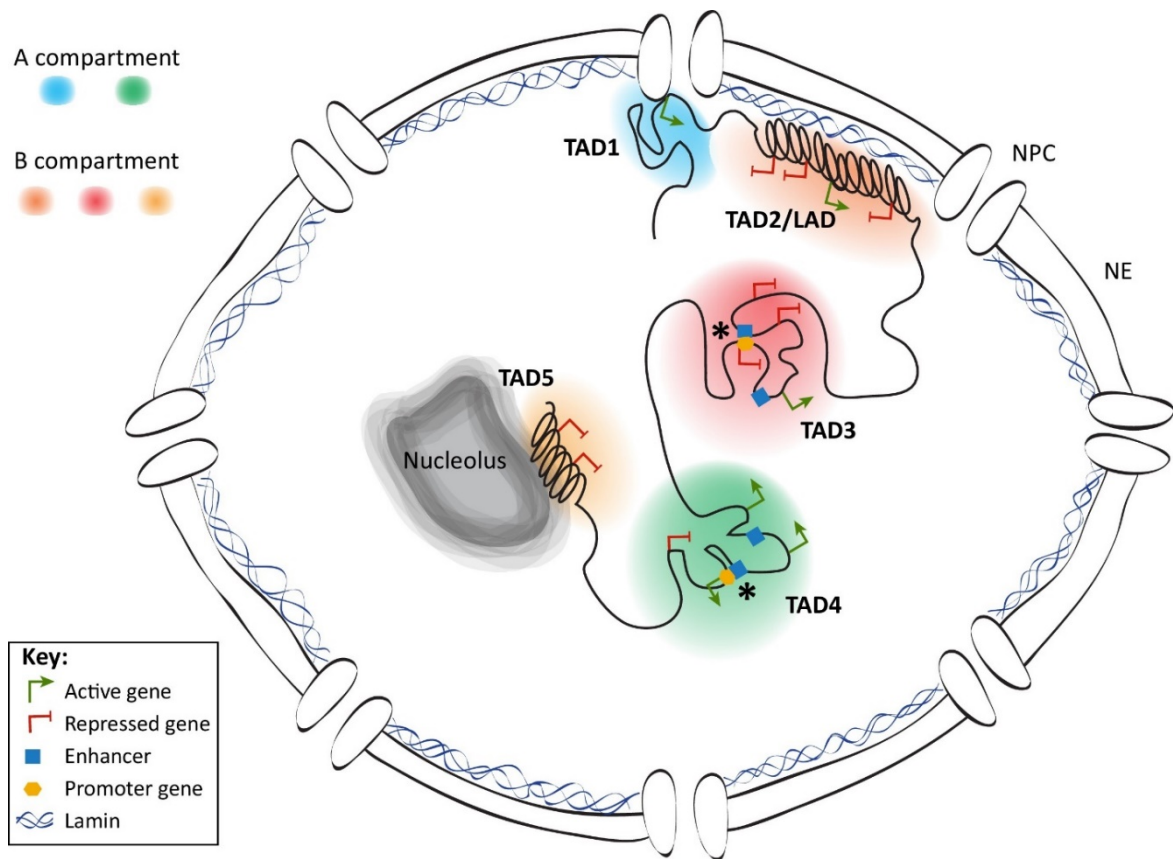 A compartment
B compartment
TAD1
TAD2/LAD
NPC
NE
*
TAD3
TAD5
Nucleolus
*
TAD4
Key:
Active gene
Repressed gene
Enhancer
Promoter gene
Lamin